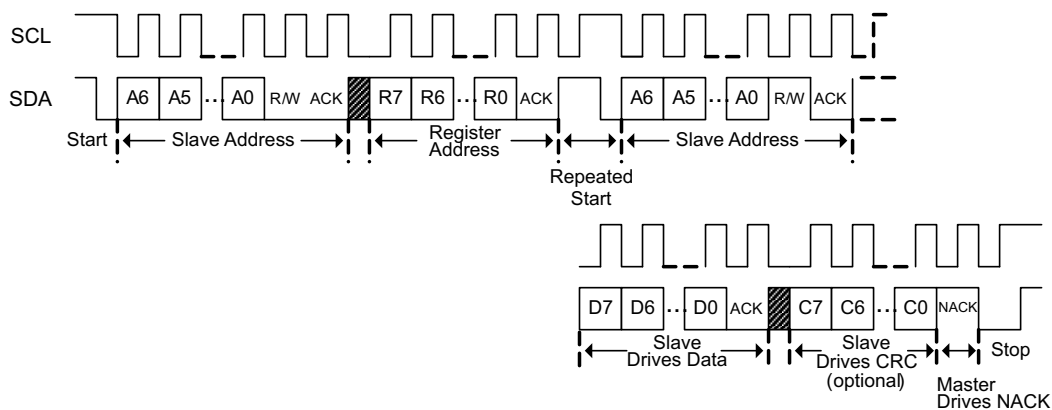 SCL
SDA
A6 A5 ... A0 R/W ACK R7 R6 ... R0 ACK A6 A5 ... A0 R/W ACK
Start Slave Address Register Address Repeated Start Slave Address
D7 D6 ... D0 ACK C7 C6 ... C0 NACK
Slave Drives Data Slave Drives CRC (optional) Master Drives NACK Stop